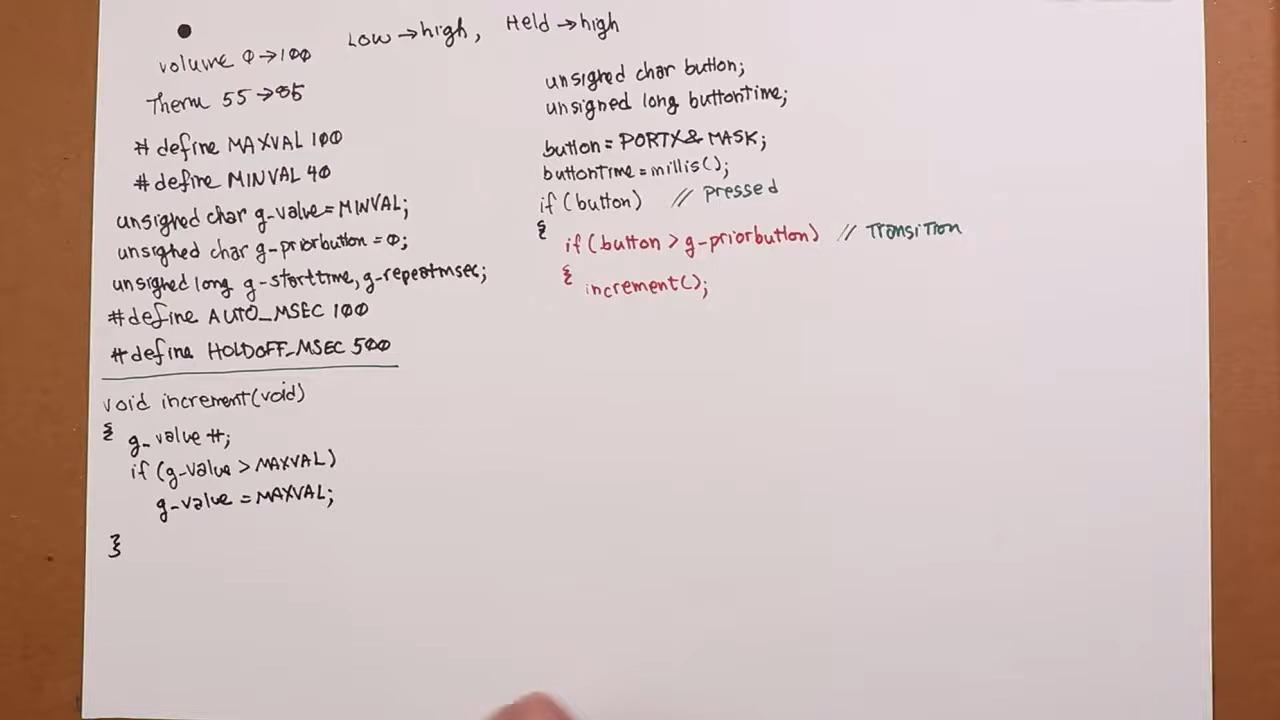 Low→high, Held→high
volume 0→100
Therm 55→85
# define MAXVAL 100
# define MINVAL 40
unsigned char g-value=MINVAL;
unsigned char g-priorbutton=0;
unsigned long g-starttime, g-repeatmsec;
#define AUTO_MSEC 100
#define HOLDOFF_MSEC 500
void increment(void)
{ g_value++;
if (g-value > MAXVAL)
g-value = MAXVAL;
}
unsigned char button;
unsigned long buttontime;
button = PORTX & MASK;
buttontime = millis();
if (button) // Pressed
{
if (button > g-priorbutton) // Transition
{ increment();